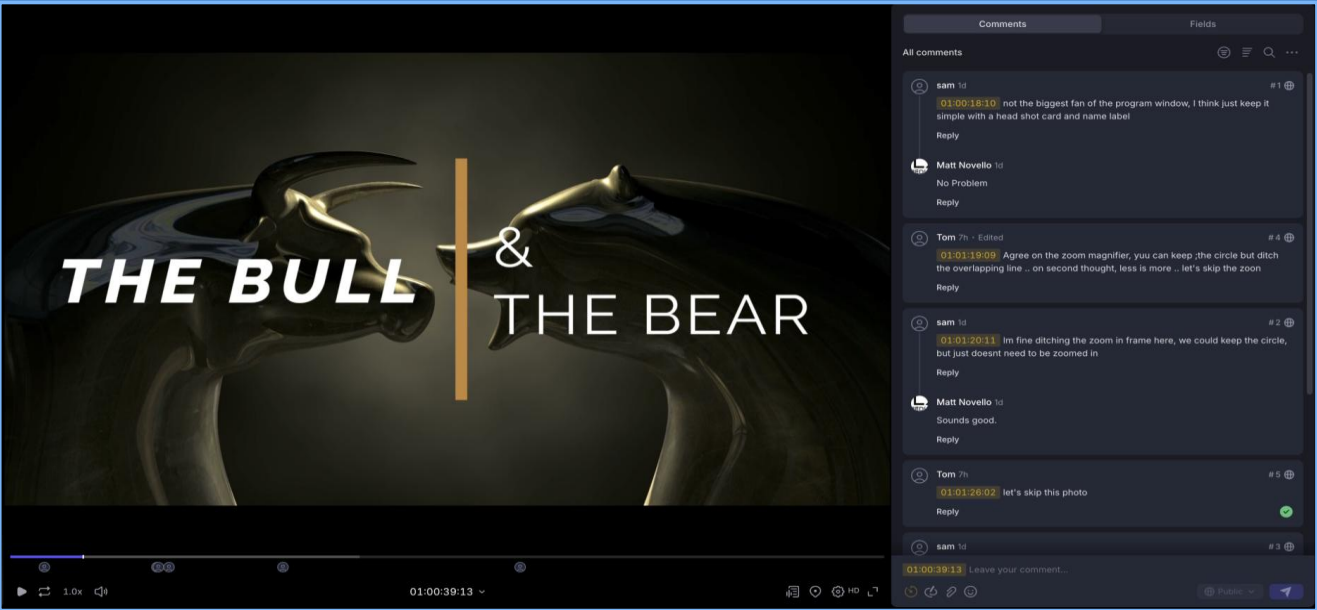 THE BULL
&
THE BEAR
1.0x
01:00:39:13
HD
Comments
Fields
All comments
sam 1d
#1
01:00:18:10 not the biggest fan of the program window, I think just keep it
simple with a head shot card and name label
Reply
Matt Novello 1d
No Problem
Reply
Tom 7h • Edited
#4
01:01:19:09 Agree on the zoom magnifier, yuu can keep ;the circle but ditch
the overlapping line .. on second thought, less is more .. let's skip the zoon
Reply
sam 1d
#2
01:01:20:11 Im fine ditching the zoom in frame here, we could keep the circle,
but just doesnt need to be zoomed in
Reply
Matt Novello 1d
Sounds good.
Reply
Tom 7h
#5
01:01:26:02 let's skip this photo
Reply
sam 1d
#3
01:00:39:13 Leave your comment...
Public